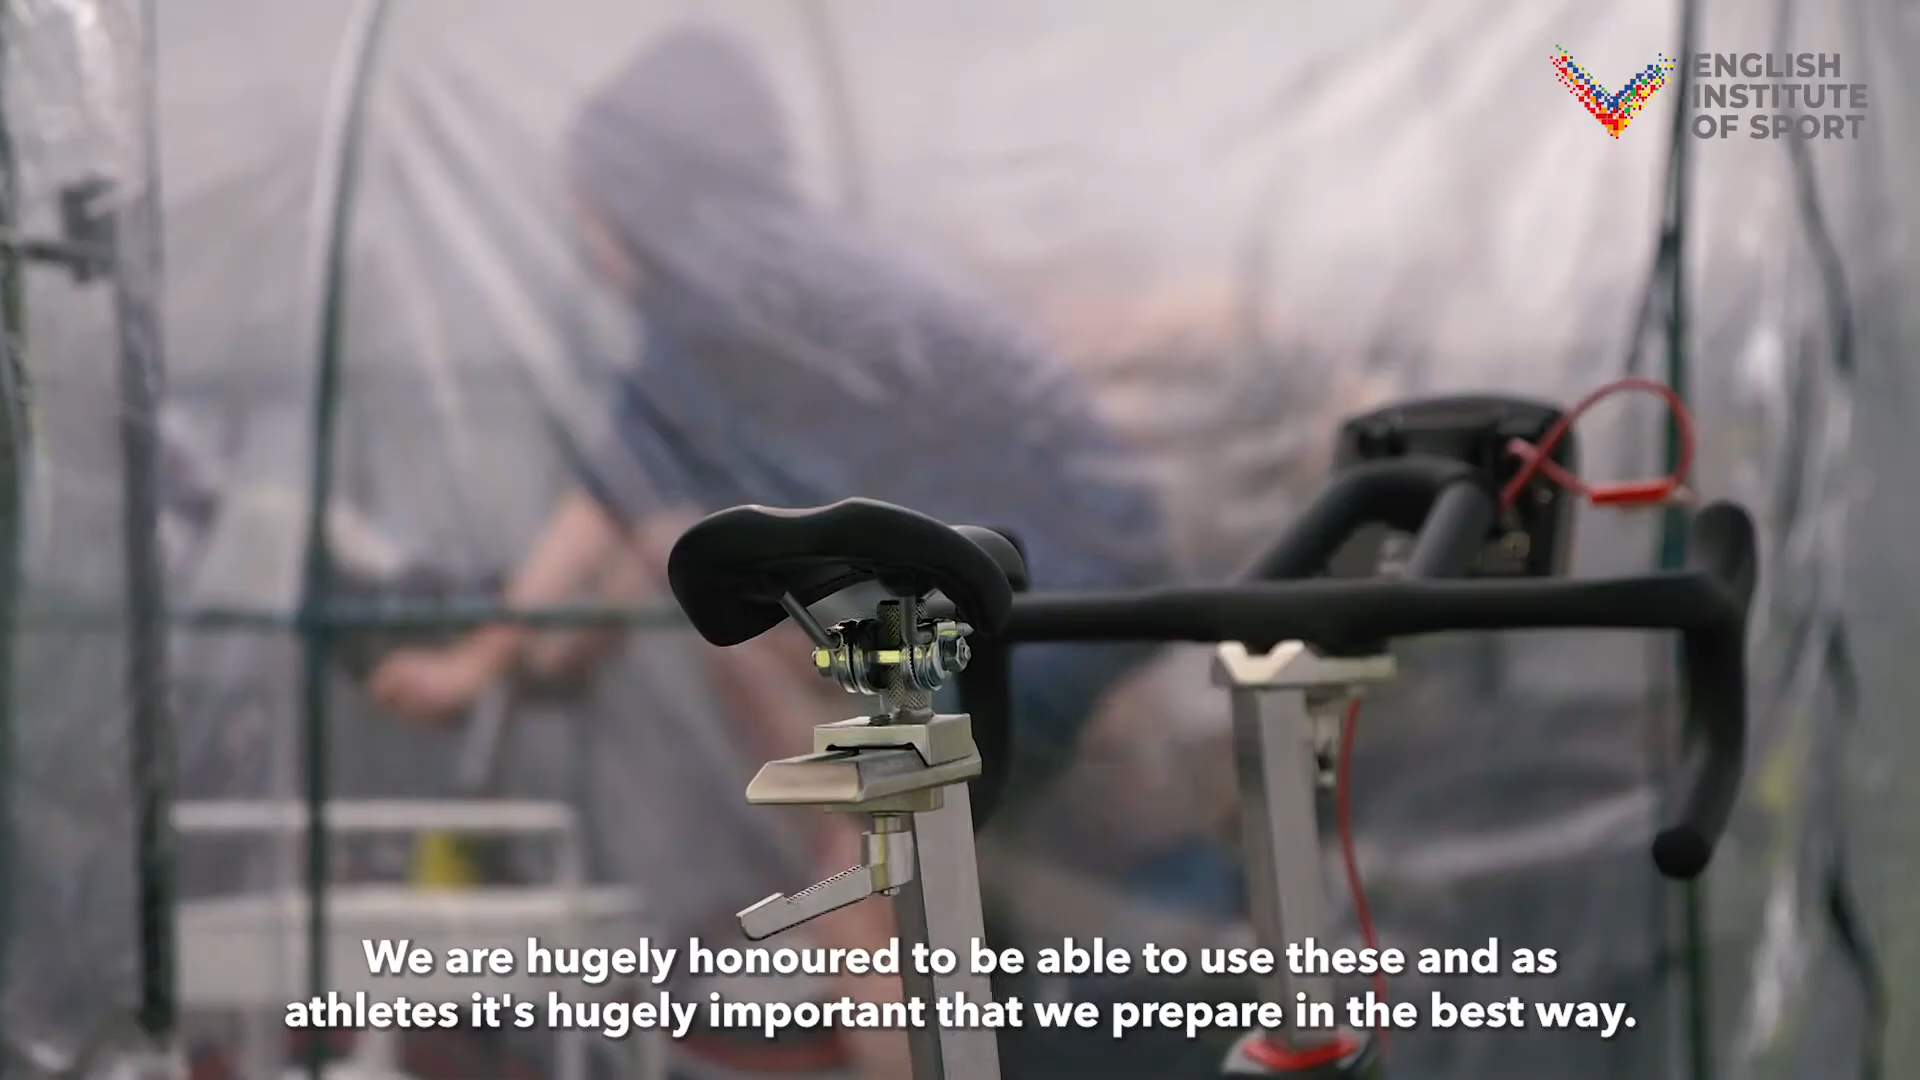 ENGLISH
INSTITUTE
OF SPORT
We are hugely honoured to be able to use these and as
athletes it's hugely important that we prepare in the best way.